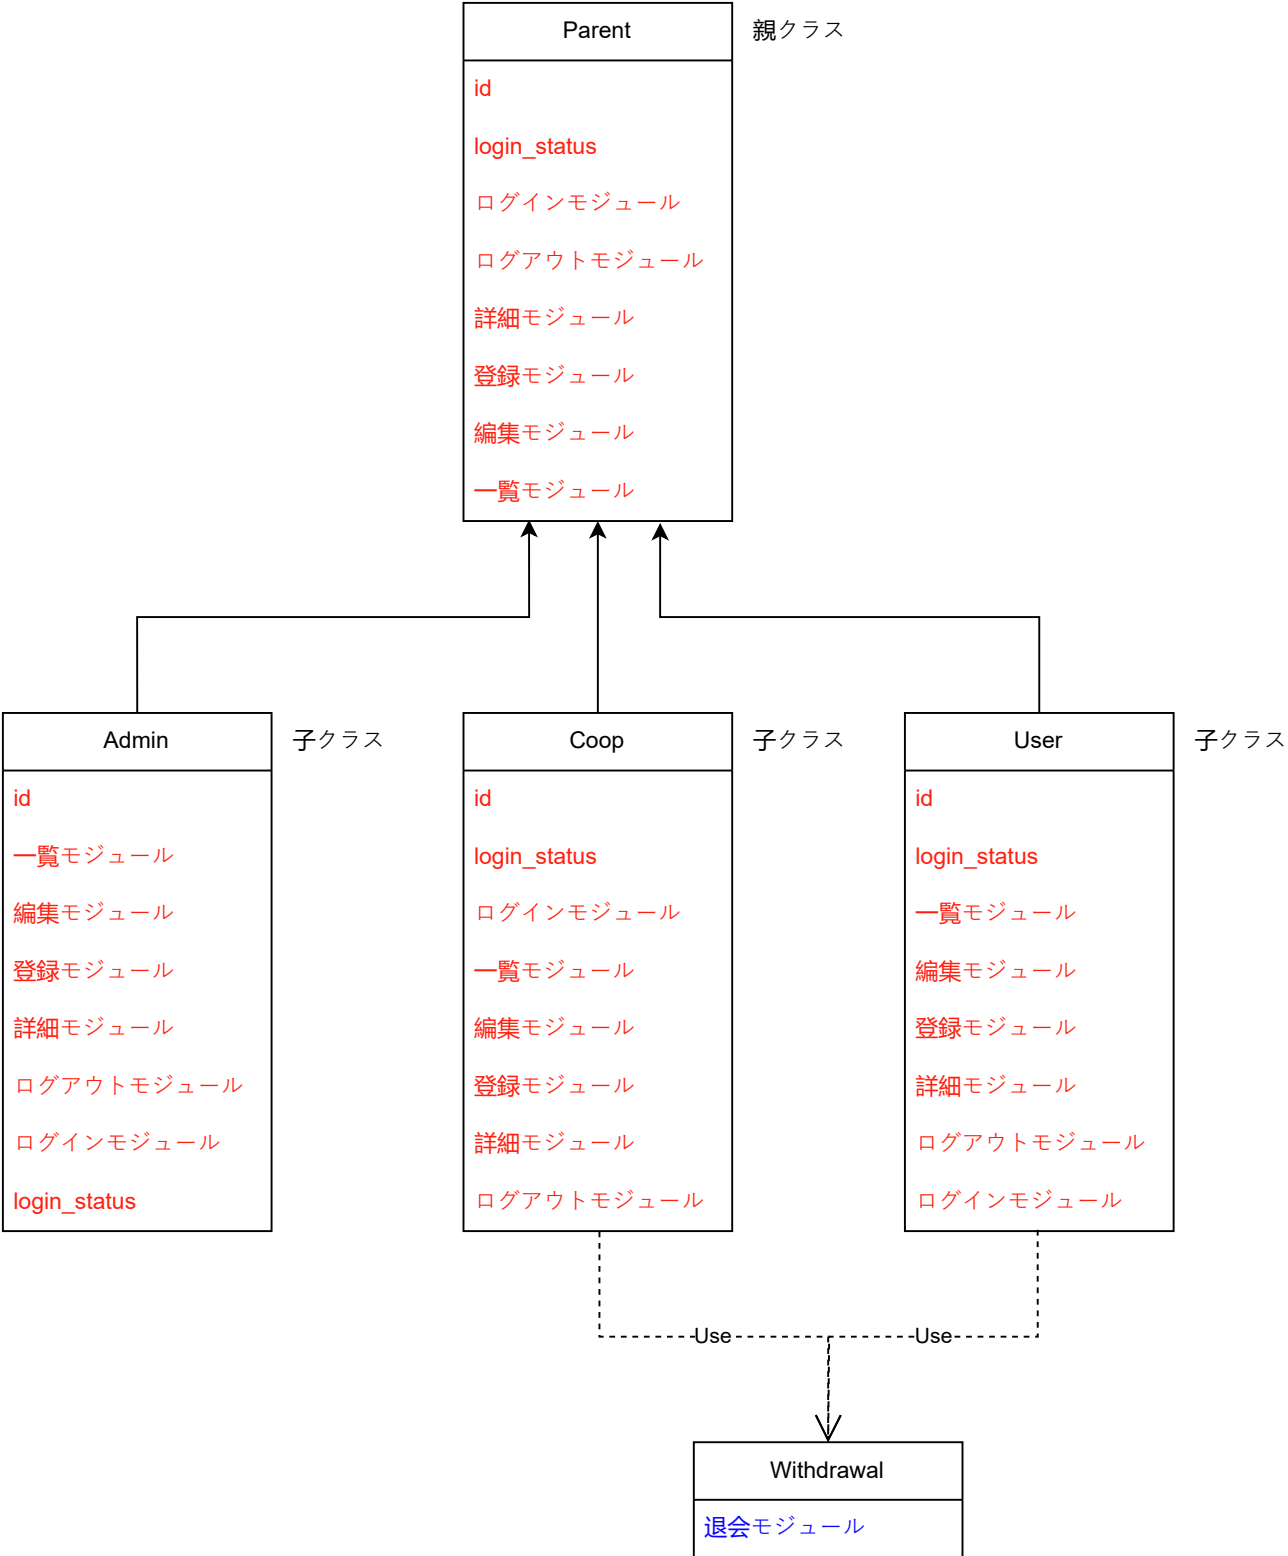 Parent
親クラス
id
login_status
ログインモジュール
ログアウトモジュール
詳細モジュール
登録モジュール
編集モジュール
一覧モジュール
Admin
子クラス
id
一覧モジュール
編集モジュール
登録モジュール
詳細モジュール
ログアウトモジュール
ログインモジュール
login_status
Coop
子クラス
id
login_status
ログインモジュール
一覧モジュール
編集モジュール
登録モジュール
詳細モジュール
ログアウトモジュール
User
子クラス
id
login_status
一覧モジュール
編集モジュール
登録モジュール
詳細モジュール
ログアウトモジュール
ログインモジュール
Use
Use
Withdrawal
退会モジュール